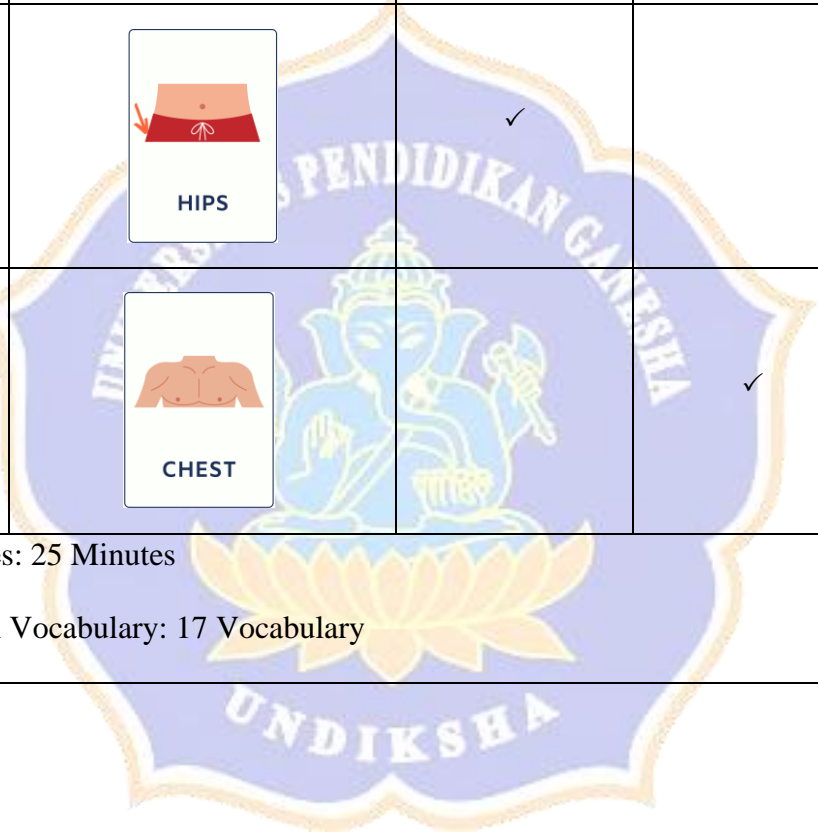 HIPS
✓
CHEST
✓
s: 25 Minutes
Vocabulary: 17 Vocabulary
PENDIDIKAN GANESHA
UNDIKSHA